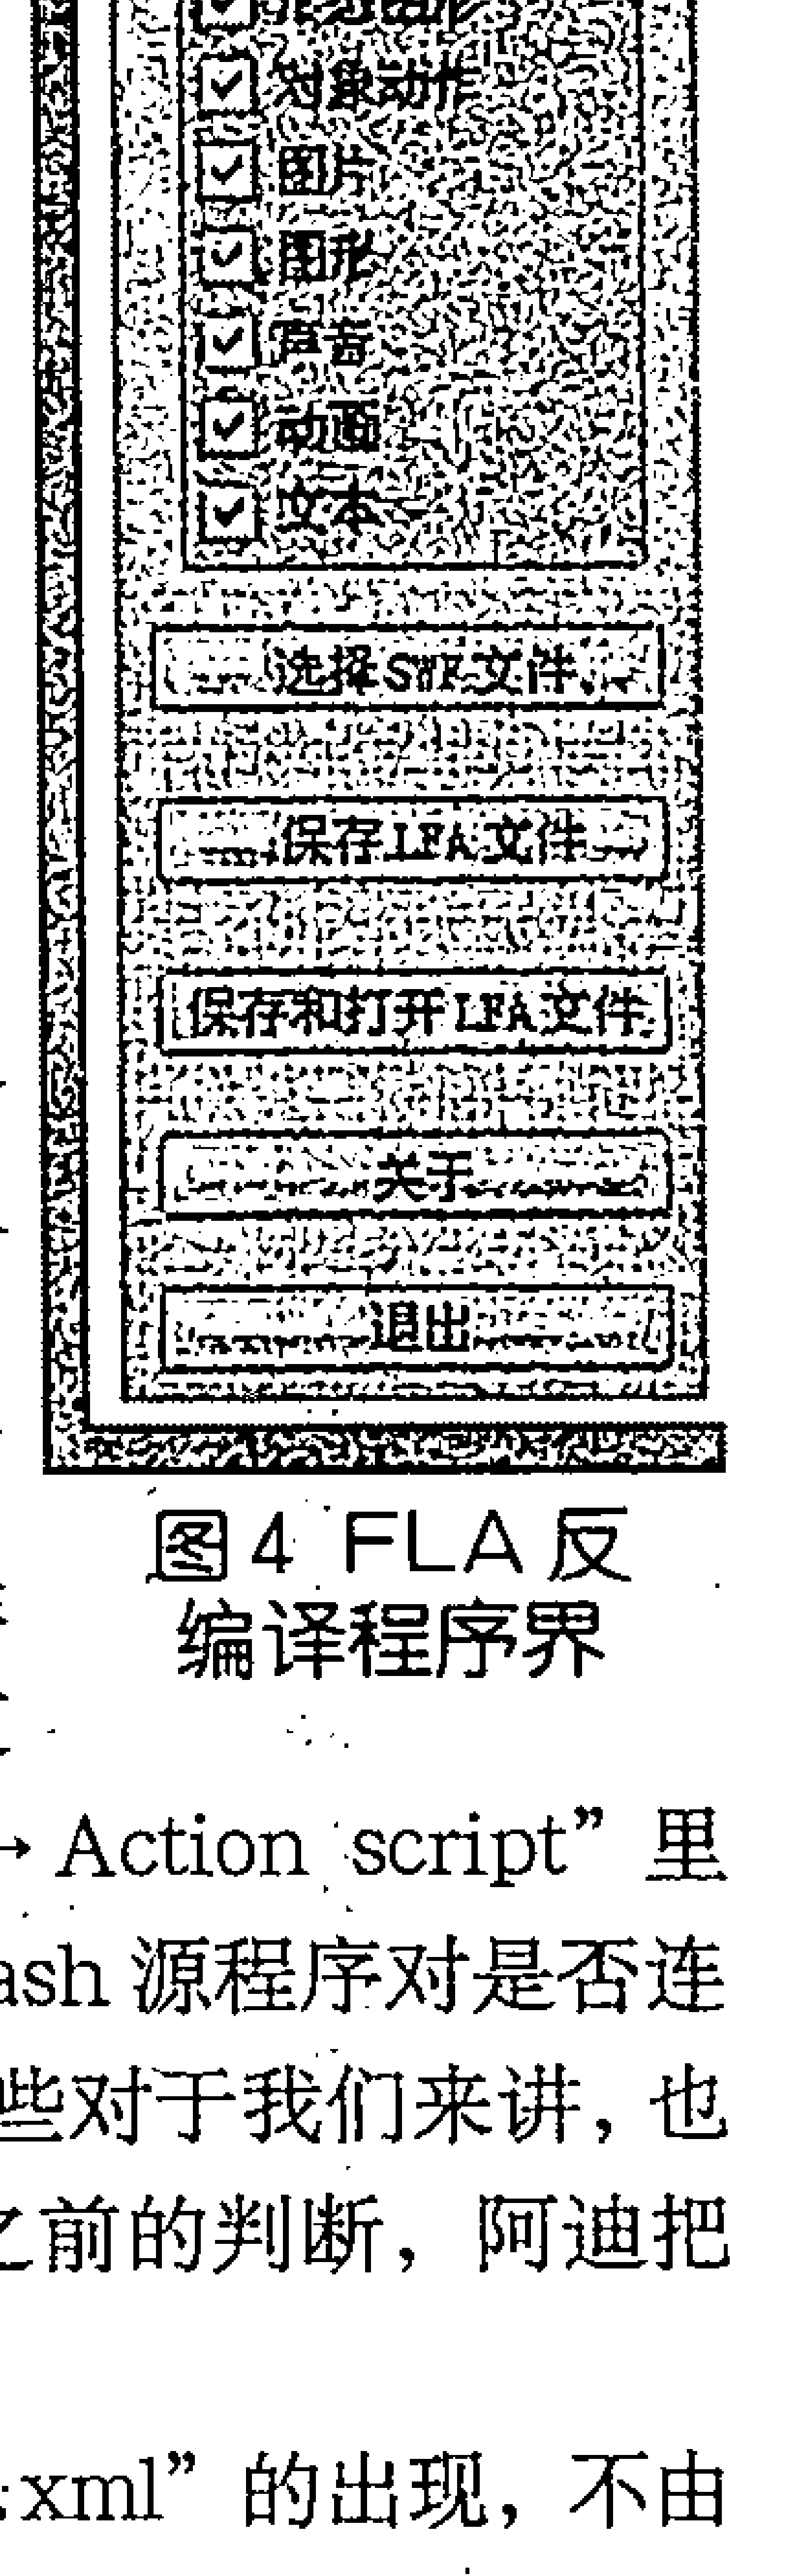 对象动作
图片
图形
声音
动画
文本
选择SWF文件
保存LFA文件
保存和打开LFA文件
关于
退出
图4 FLA反
编译程序界
→ Action script” 里
ash 源程序对是否连
些对于我们来讲，也
之前的判断，阿迪把
.xml” 的出现，不由